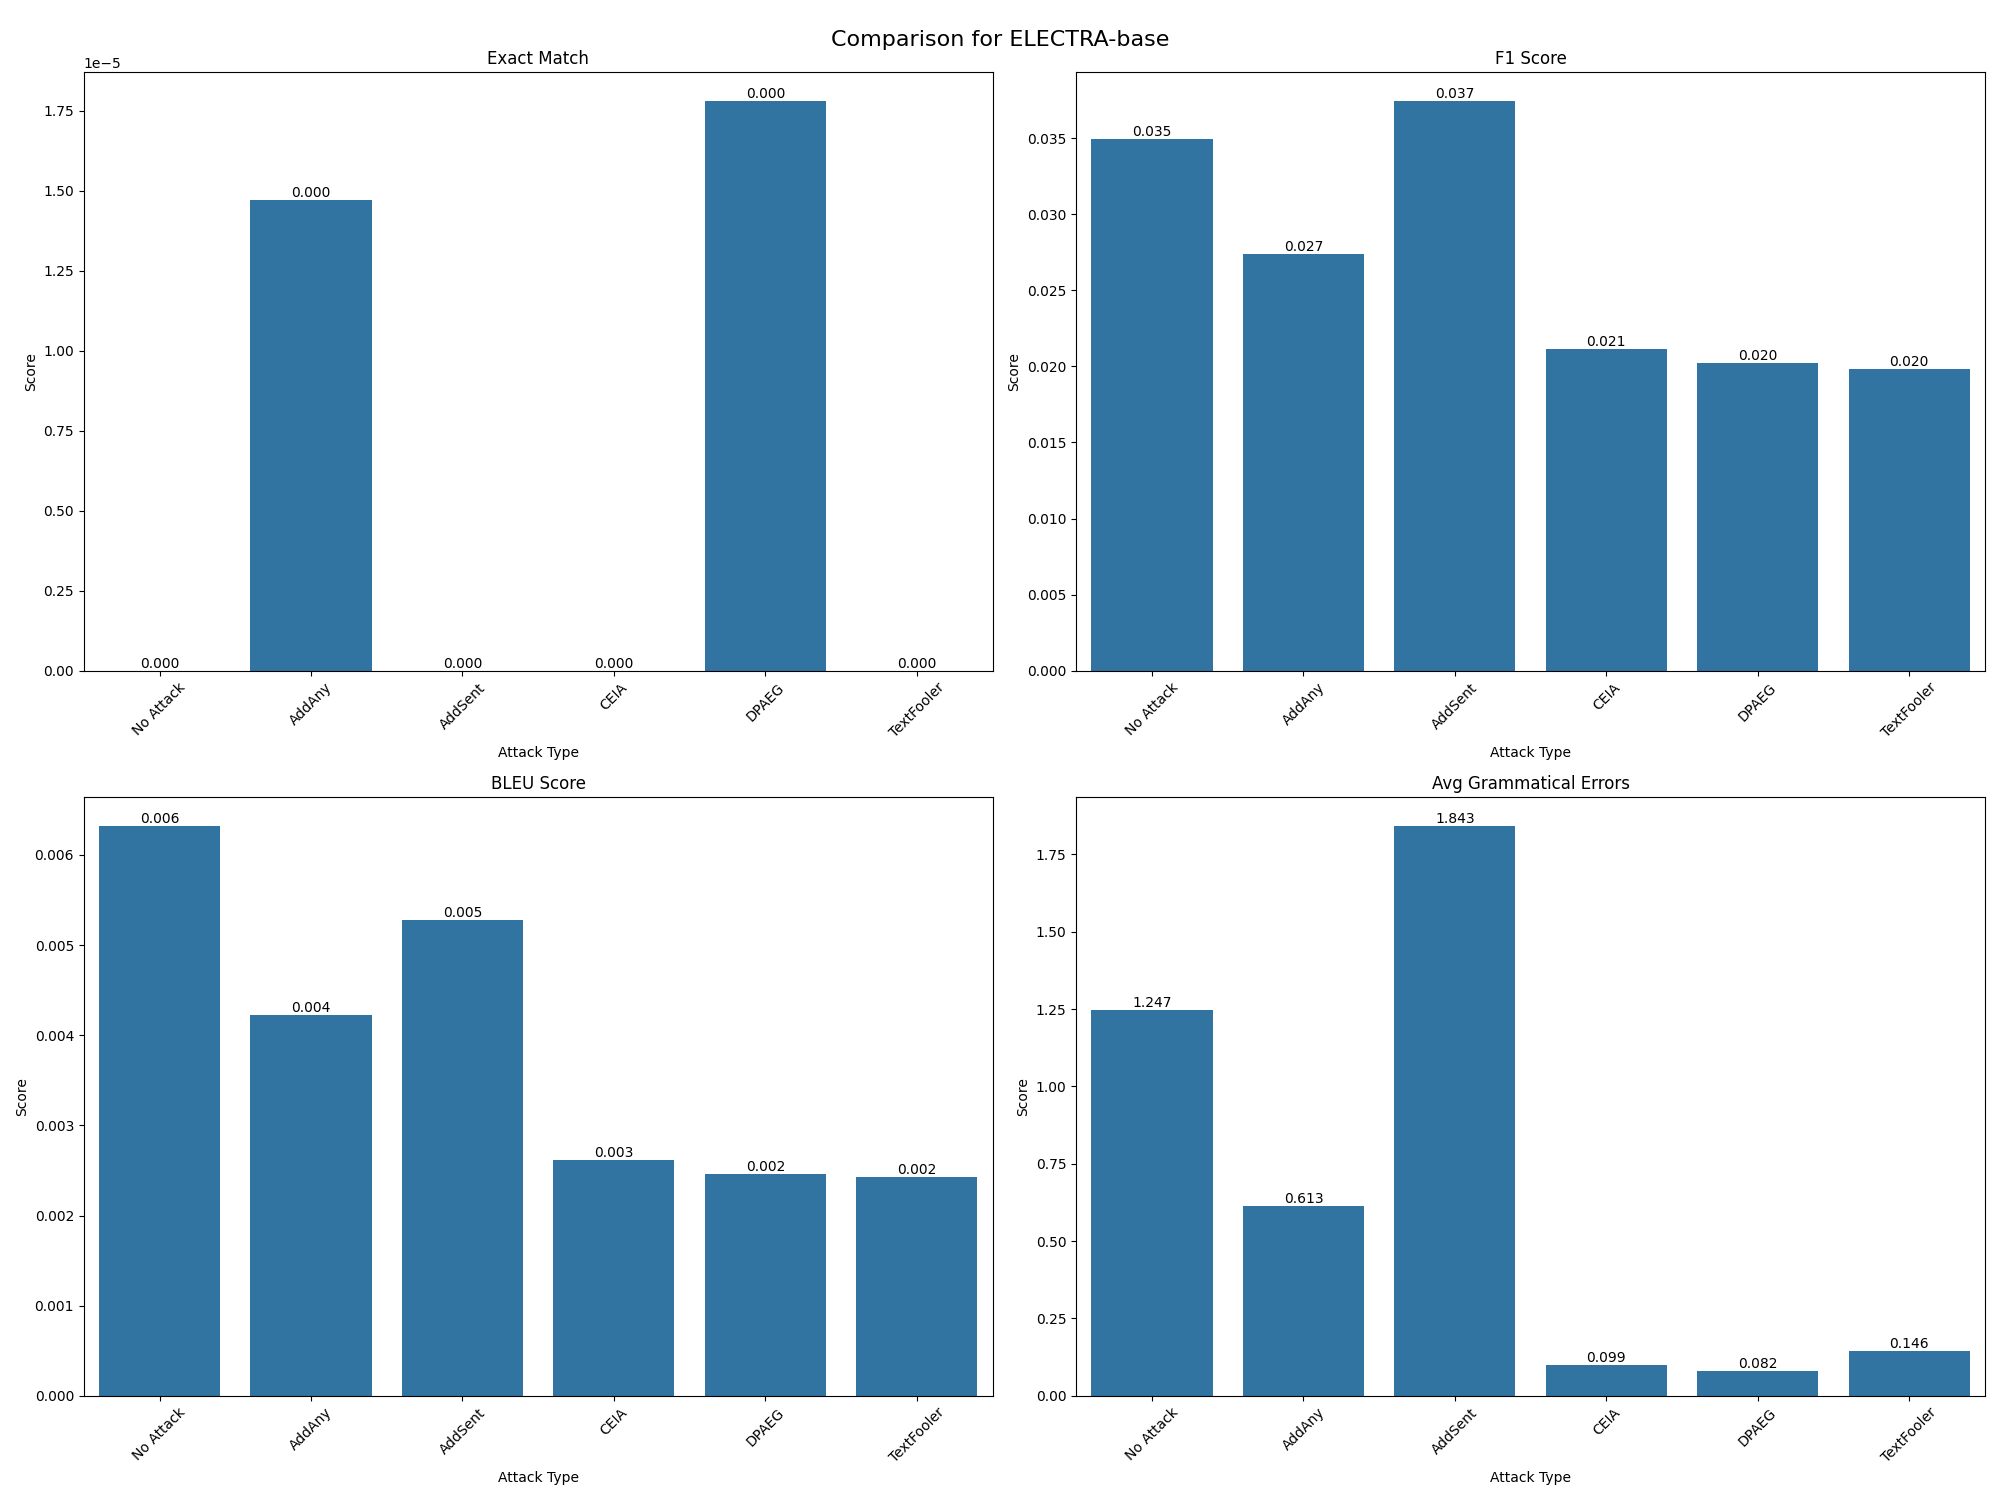 Comparison for ELECTRA-base
Exact Match
1e−5
1.75
1.50
1.25
1.00
0.75
0.50
0.25
0.00
Score
0.000
0.000
0.000
0.000
0.000
0.000
No Attack
AddAny
AddSent
CEIA
DPAEG
TextFooler
Attack Type
F1 Score
0.035
0.030
0.025
0.020
0.015
0.010
0.005
0.000
Score
0.035
0.027
0.037
0.021
0.020
0.020
No Attack
AddAny
AddSent
CEIA
DPAEG
TextFooler
Attack Type
BLEU Score
0.006
0.005
0.004
0.003
0.002
0.001
0.000
Score
0.006
0.004
0.005
0.003
0.002
0.002
No Attack
AddAny
AddSent
CEIA
DPAEG
TextFooler
Attack Type
Avg Grammatical Errors
1.75
1.50
1.25
1.00
0.75
0.50
0.25
0.00
Score
1.247
0.613
1.843
0.099
0.082
0.146
No Attack
AddAny
AddSent
CEIA
DPAEG
TextFooler
Attack Type